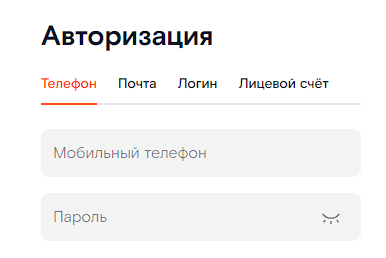 Авторизация
Телефон Почта Логин Лицевой счёт
Мобильный телефон
Пароль